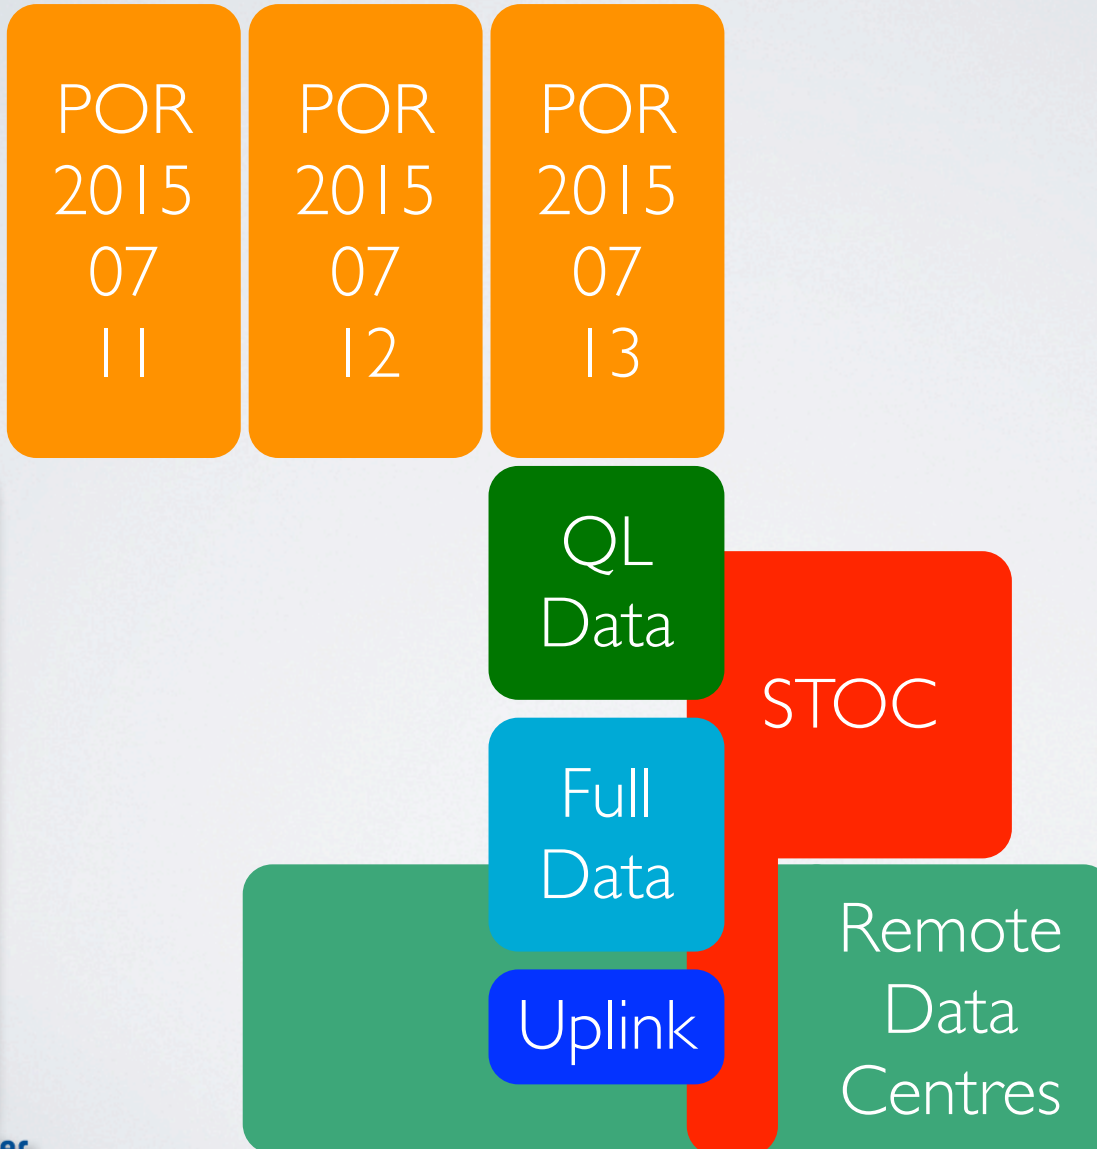 POR
2015
07
11
POR
2015
07
12
POR
2015
07
13
QL
Data
STOC
Full
Data
Uplink
Remote
Data
Centres